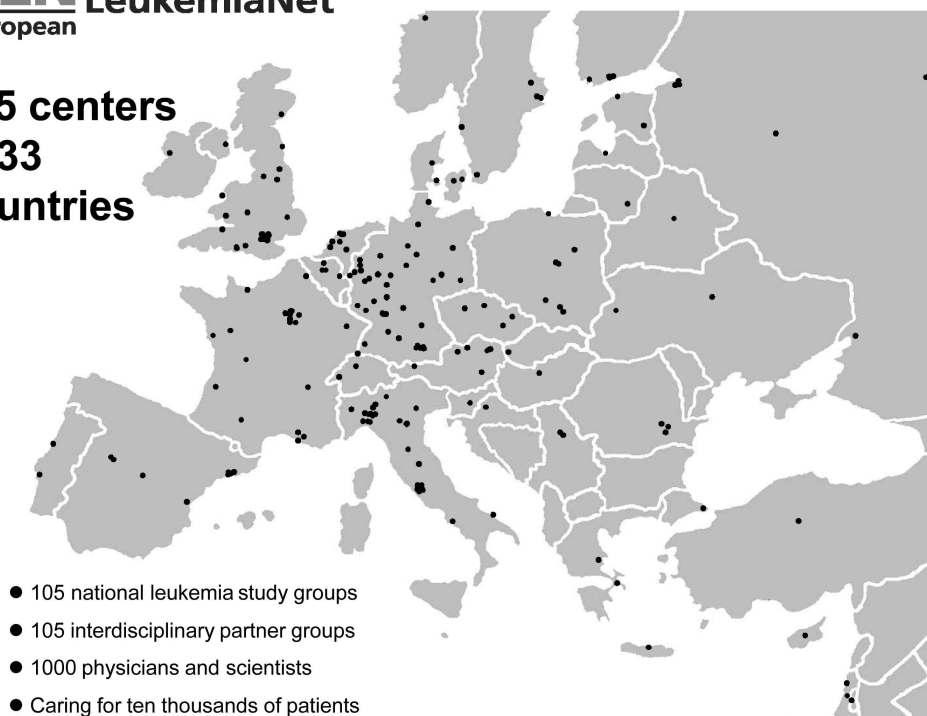 LeukemiaNet
ropean
5 centers
33
untries
● 105 national leukemia study groups
● 105 interdisciplinary partner groups
● 1000 physicians and scientists
● Caring for ten thousands of patients